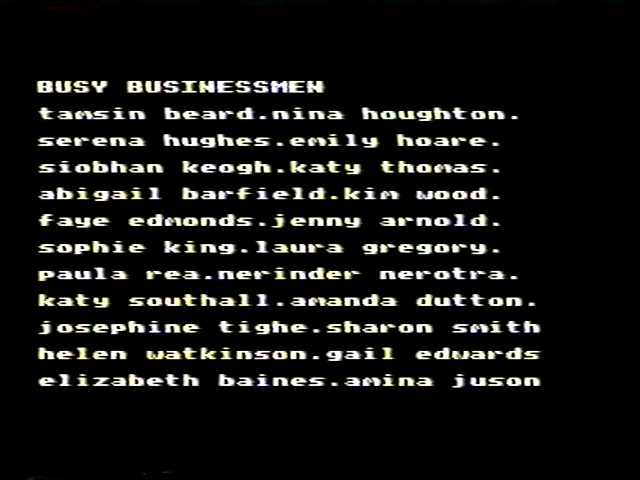 BUSY BUSINESSMEN
tamsin beard.nina houghton.
serena hughes.emily hoare.
siobhan keogh.katy thomas.
abigail barfield.kim wood.
faye edmonds.jenny arnold.
sophie king.laura gregory.
paula rea.nerinder nerotra.
katy southall.amanda dutton.
josephine tighe.sharon smith
helen watkinson.gail edwards
elizabeth baines.amina juson